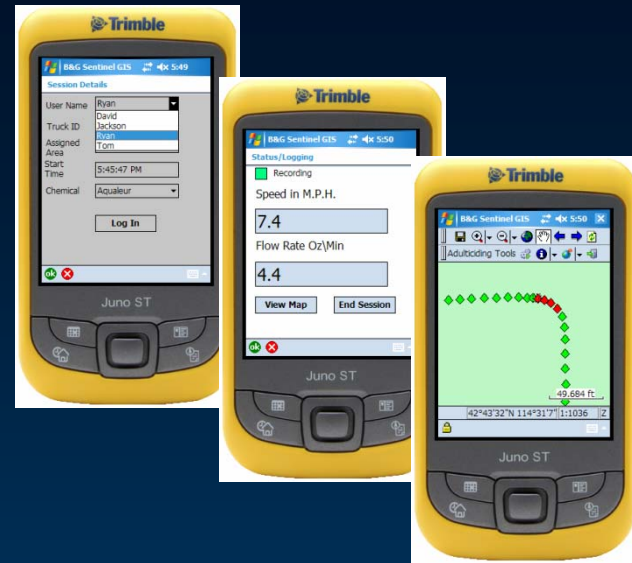 Trimble
B&G Sentinel GIS 5:49
Session Details
User Name Ryan
David
Jackson
Ryan
Tom
Truck ID
Assigned
Area
Start
Time 5:45:47 PM
Chemical Aqualeur
Log In
ok
Juno ST
Trimble
B&G Sentinel GIS 5:50
Status/Logging
Recording
Speed in M.P.H.
7.4
Flow Rate Oz\Min
4.4
View Map End Session
ok
Juno ST
Trimble
B&G Sentinel GIS 5:50
Adulticiding Tools
49.684 ft
42°43'32"N 114°31'7" 1:1036 Z
Juno ST